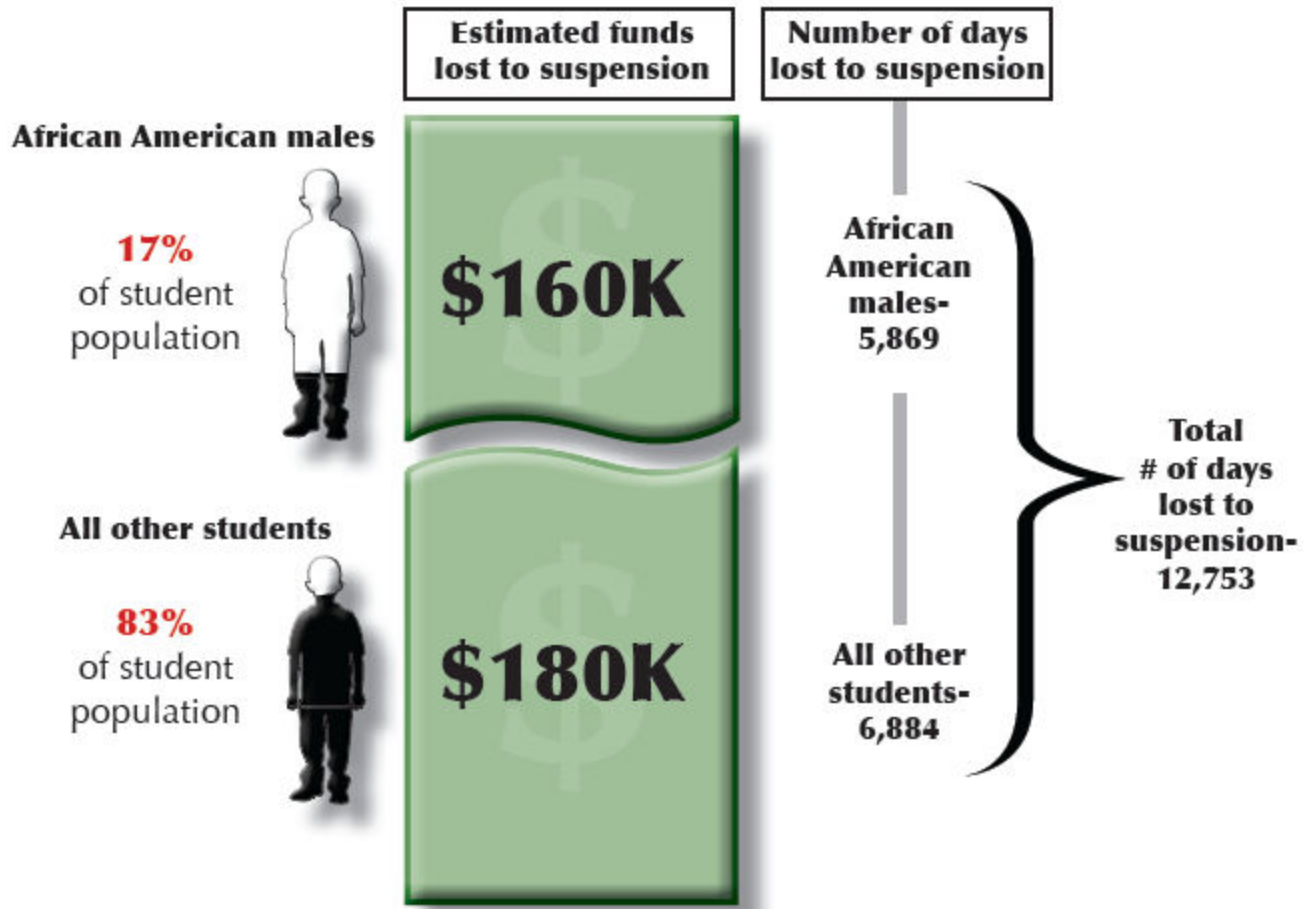 Estimated funds
lost to suspension
Number of days
lost to suspension
African American males
17%
of student
population
$160K
African
American
males-
5,869
All other students
83%
of student
population
$180K
All other
students-
6,884
Total
# of days
lost to
suspension-
12,753